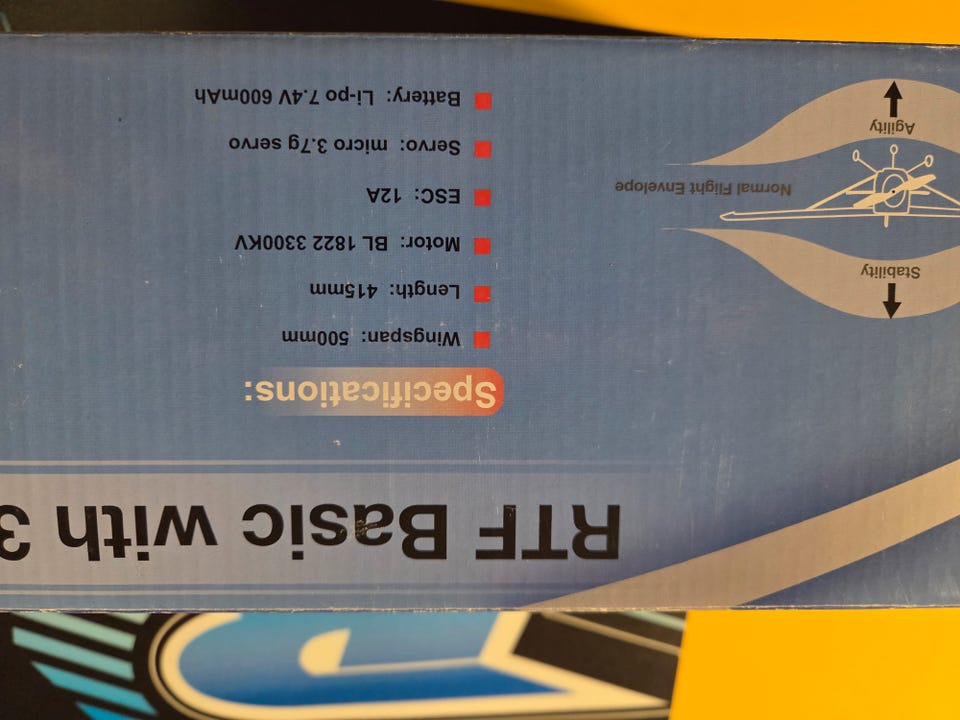 RTF Basic with 3
Specifications:
Wingspan: 500mm
Length: 415mm
Motor: BL 1822 3300KV
ESC: 12A
Servo: micro 3.7g servo
Battery: Li-po 7.4V 600mAh
Stability
Normal Flight Envelope
Agility